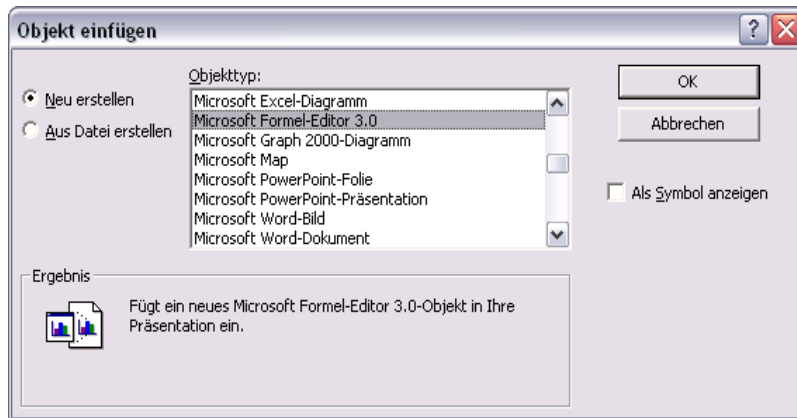 Objekt einfügen
Objekttyp:
Neu erstellen
Aus Datei erstellen
Microsoft Excel-Diagramm
Microsoft Formel-Editor 3.0
Microsoft Graph 2000-Diagramm
Microsoft Map
Microsoft PowerPoint-Folie
Microsoft PowerPoint-Präsentation
Microsoft Word-Bild
Microsoft Word-Dokument
OK
Abbrechen
Als Symbol anzeigen
Ergebnis
Fügt ein neues Microsoft Formel-Editor 3.0-Objekt in Ihre
Präsentation ein.